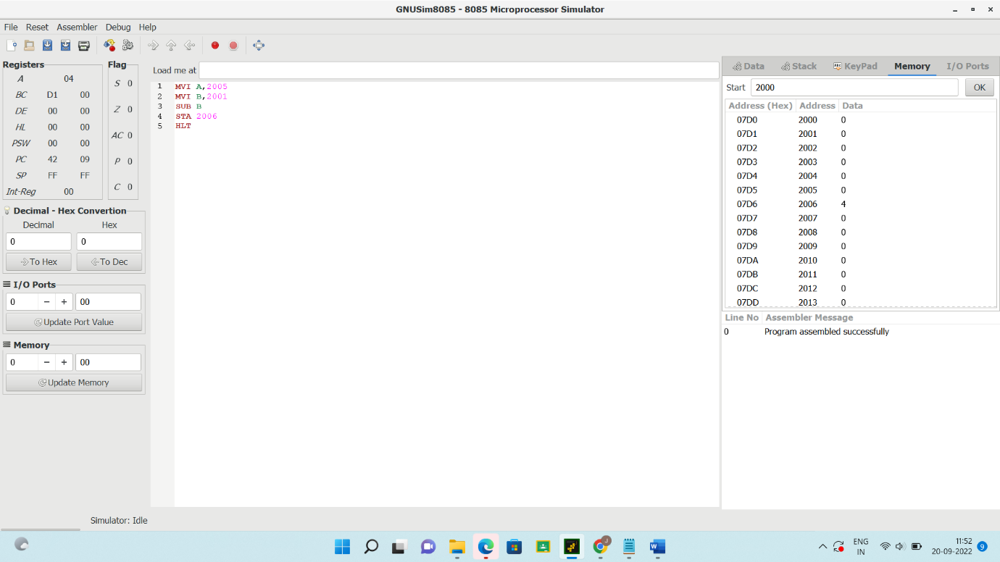 GNUSim8085 - 8085 Microprocessor Simulator
File Reset Assembler Debug Help
Registers
A 04
BC D1 00
DE 00 00
HL 00 00
PSW 00 00
PC 42 09
SP FF FF
Int-Reg 00
Flag
S 0
Z 0
AC 0
P 0
C 0
Decimal - Hex Convertion
Decimal Hex
0 0
To Hex To Dec
I/O Ports
0 − + 00
Update Port Value
Memory
0 − + 00
Update Memory
Load me at
1 MVI A,2005
2 MVI B,2001
3 SUB B
4 STA 2006
5 HLT
Data Stack Abc KeyPad Memory I/O Ports
Start 2000 OK
Address (Hex) Address Data
07D0 2000 0
07D1 2001 0
07D2 2002 0
07D3 2003 0
07D4 2004 0
07D5 2005 0
07D6 2006 4
07D7 2007 0
07D8 2008 0
07D9 2009 0
07DA 2010 0
07DB 2011 0
07DC 2012 0
07DD 2013 0
Line No Assembler Message
0 Program assembled successfully
Simulator: Idle
J
W
ENG
IN
11:52
20-09-2022
9